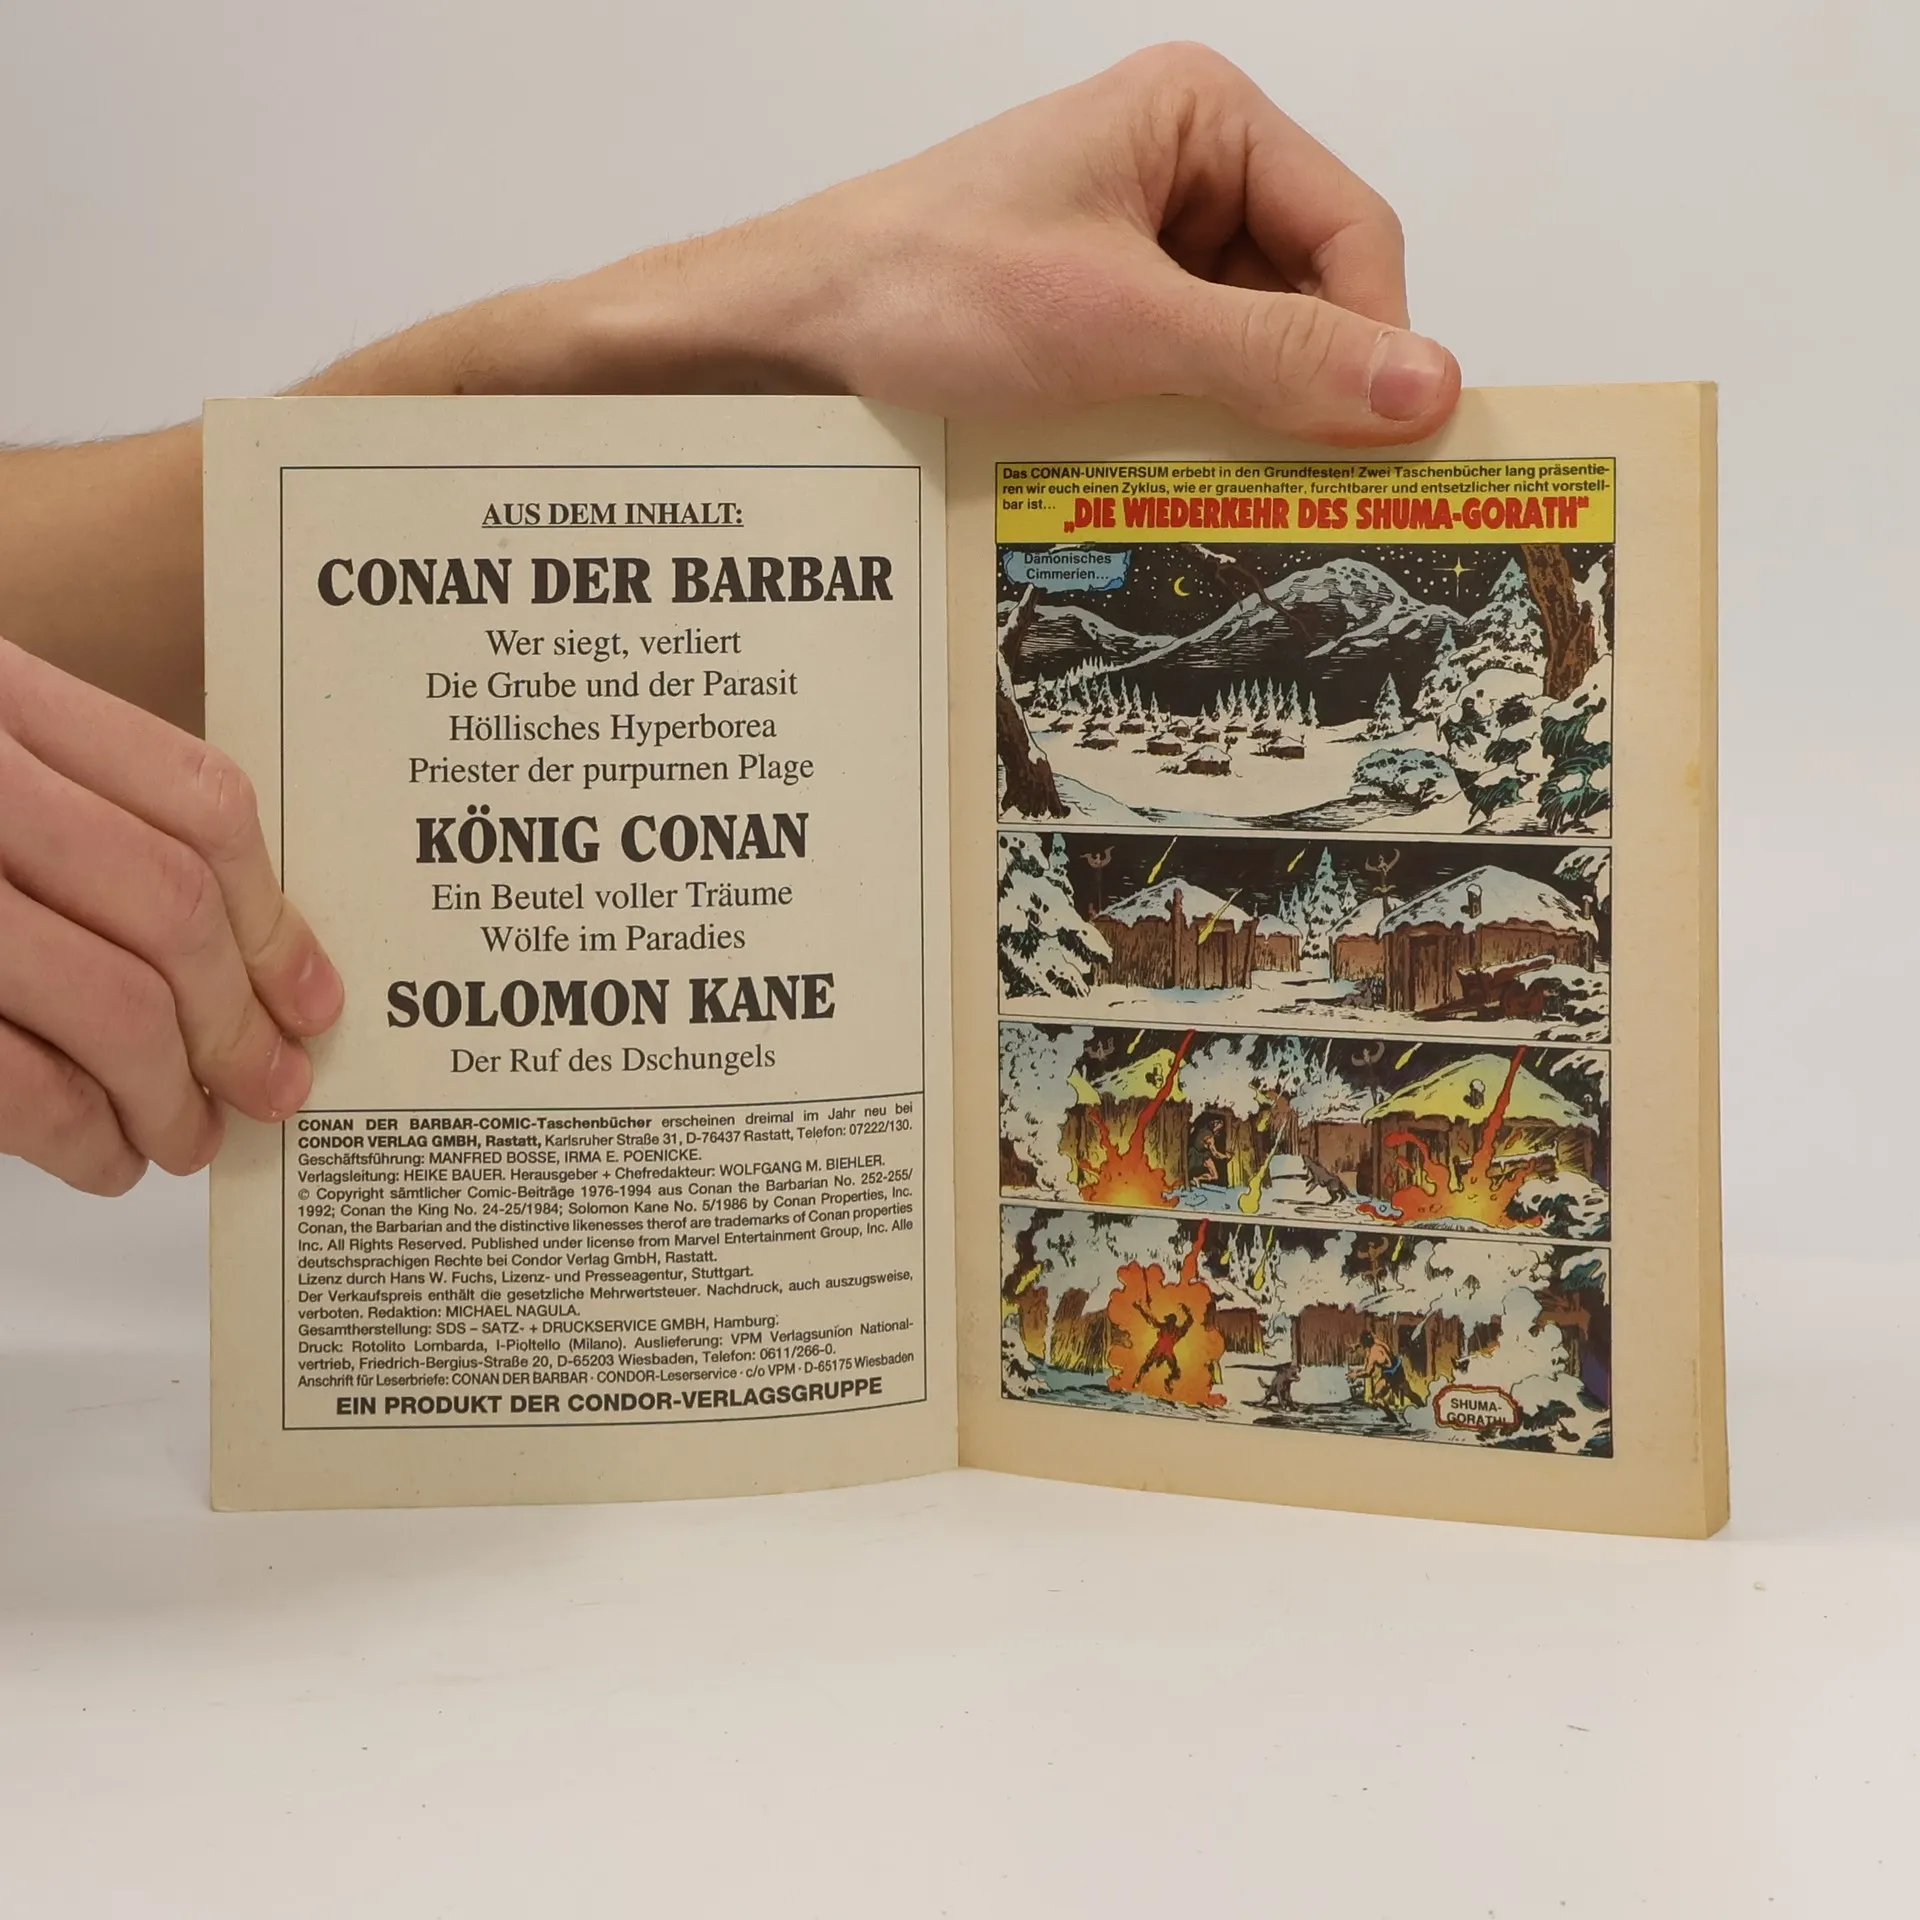 AUS DEM INHALT:
CONAN DER BARBAR
Wer siegt, verliert
Die Grube und der Parasit
Höllisches Hyperborea
Priester der purpurnen Plage
KÖNIG CONAN
Ein Beutel voller Träume
Wölfe im Paradies
SOLOMON KANE
Der Ruf des Dschungels
CONAN DER BARBAR-COMIC-Taschenbücher erscheinen dreimal im Jahr neu bei
CONDOR VERLAG GMBH, Rastatt, Karlsruher Straße 31, D-76437 Rastatt, Telefon: 07222/130.
Geschäftsführung: MANFRED BOSSE, IRMA E. POENICKE.
Verlagsleitung: HEIKE BAUER. Herausgeber + Chefredakteur: WOLFGANG M. BIEHLER.
© Copyright sämtlicher Comic-Beiträge 1976-1994 aus Conan the Barbarian No. 252-255/
1992; Conan the King No. 24-25/1984; Solomon Kane No. 5/1986 by Conan Properties, Inc.
Conan, the Barbarian and the distinctive likenesses therof are trademarks of Conan properties
Inc. All Rights Reserved. Published under license from Marvel Entertainment Group, Inc. Alle
deutschsprachigen Rechte bei Condor Verlag GmbH, Rastatt.
Lizenz durch Hans W. Fuchs, Lizenz- und Presseagentur, Stuttgart.
Der Verkaufspreis enthält die gesetzliche Mehrwertsteuer. Nachdruck, auch auszugsweise,
verboten. Redaktion: MICHAEL NAGULA.
Gesamtherstellung: SDS – SATZ- + DRUCKSERVICE GMBH, Hamburg:
Druck: Rotolito Lombarda, I-Pioltello (Milano). Auslieferung: VPM Verlagsunion National-
vertrieb, Friedrich-Bergius-Straße 20, D-65203 Wiesbaden, Telefon: 0611/266-0.
Anschrift für Leserbriefe: CONAN DER BARBAR · CONDOR-Leserservice · c/o VPM · D-65175 Wiesbaden
EIN PRODUKT DER CONDOR-VERLAGSGRUPPE
Das CONAN-UNIVERSUM erbebt in den Grundfesten! Zwei Taschenbücher lang präsentie-
ren wir euch einen Zyklus, wie er grauenhafter, furchtbarer und entsetzlicher nicht vorstell-
bar ist... „DIE WIEDERKEHR DES SHUMA-GORATH"
Dämonisches
Cimmerien...
SHUMA-
GORATH!